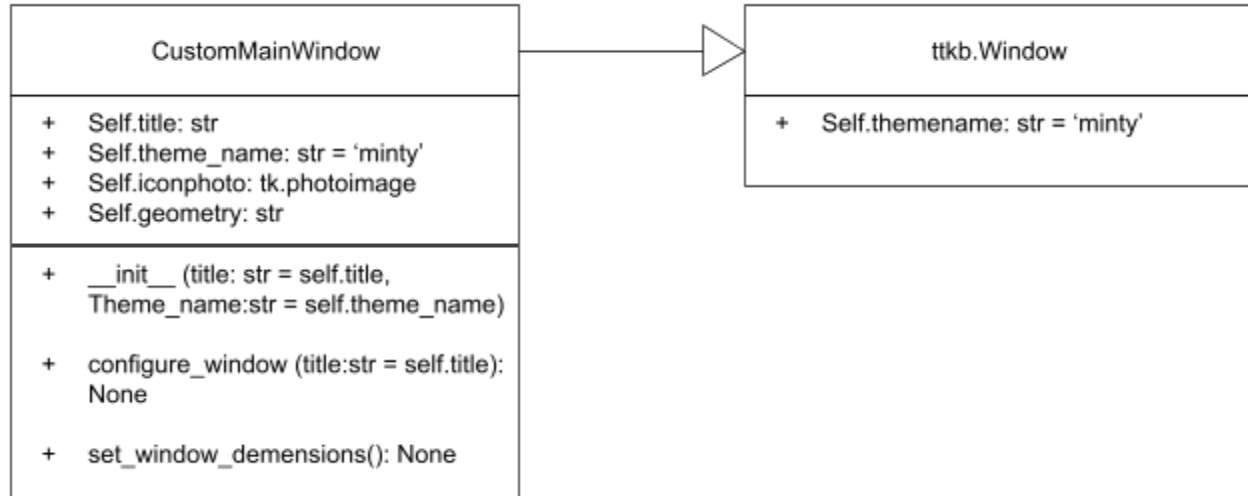 CustomMainWindow
+ Self.title: str
+ Self.theme_name: str = ‘minty’
+ Self.iconphoto: tk.photoimage
+ Self.geometry: str
+ __init__ (title: str = self.title,
Theme_name:str = self.theme_name)
+ configure_window (title:str = self.title):
None
+ set_window_demensions(): None
ttkb.Window
+ Self.themename: str = ‘minty’